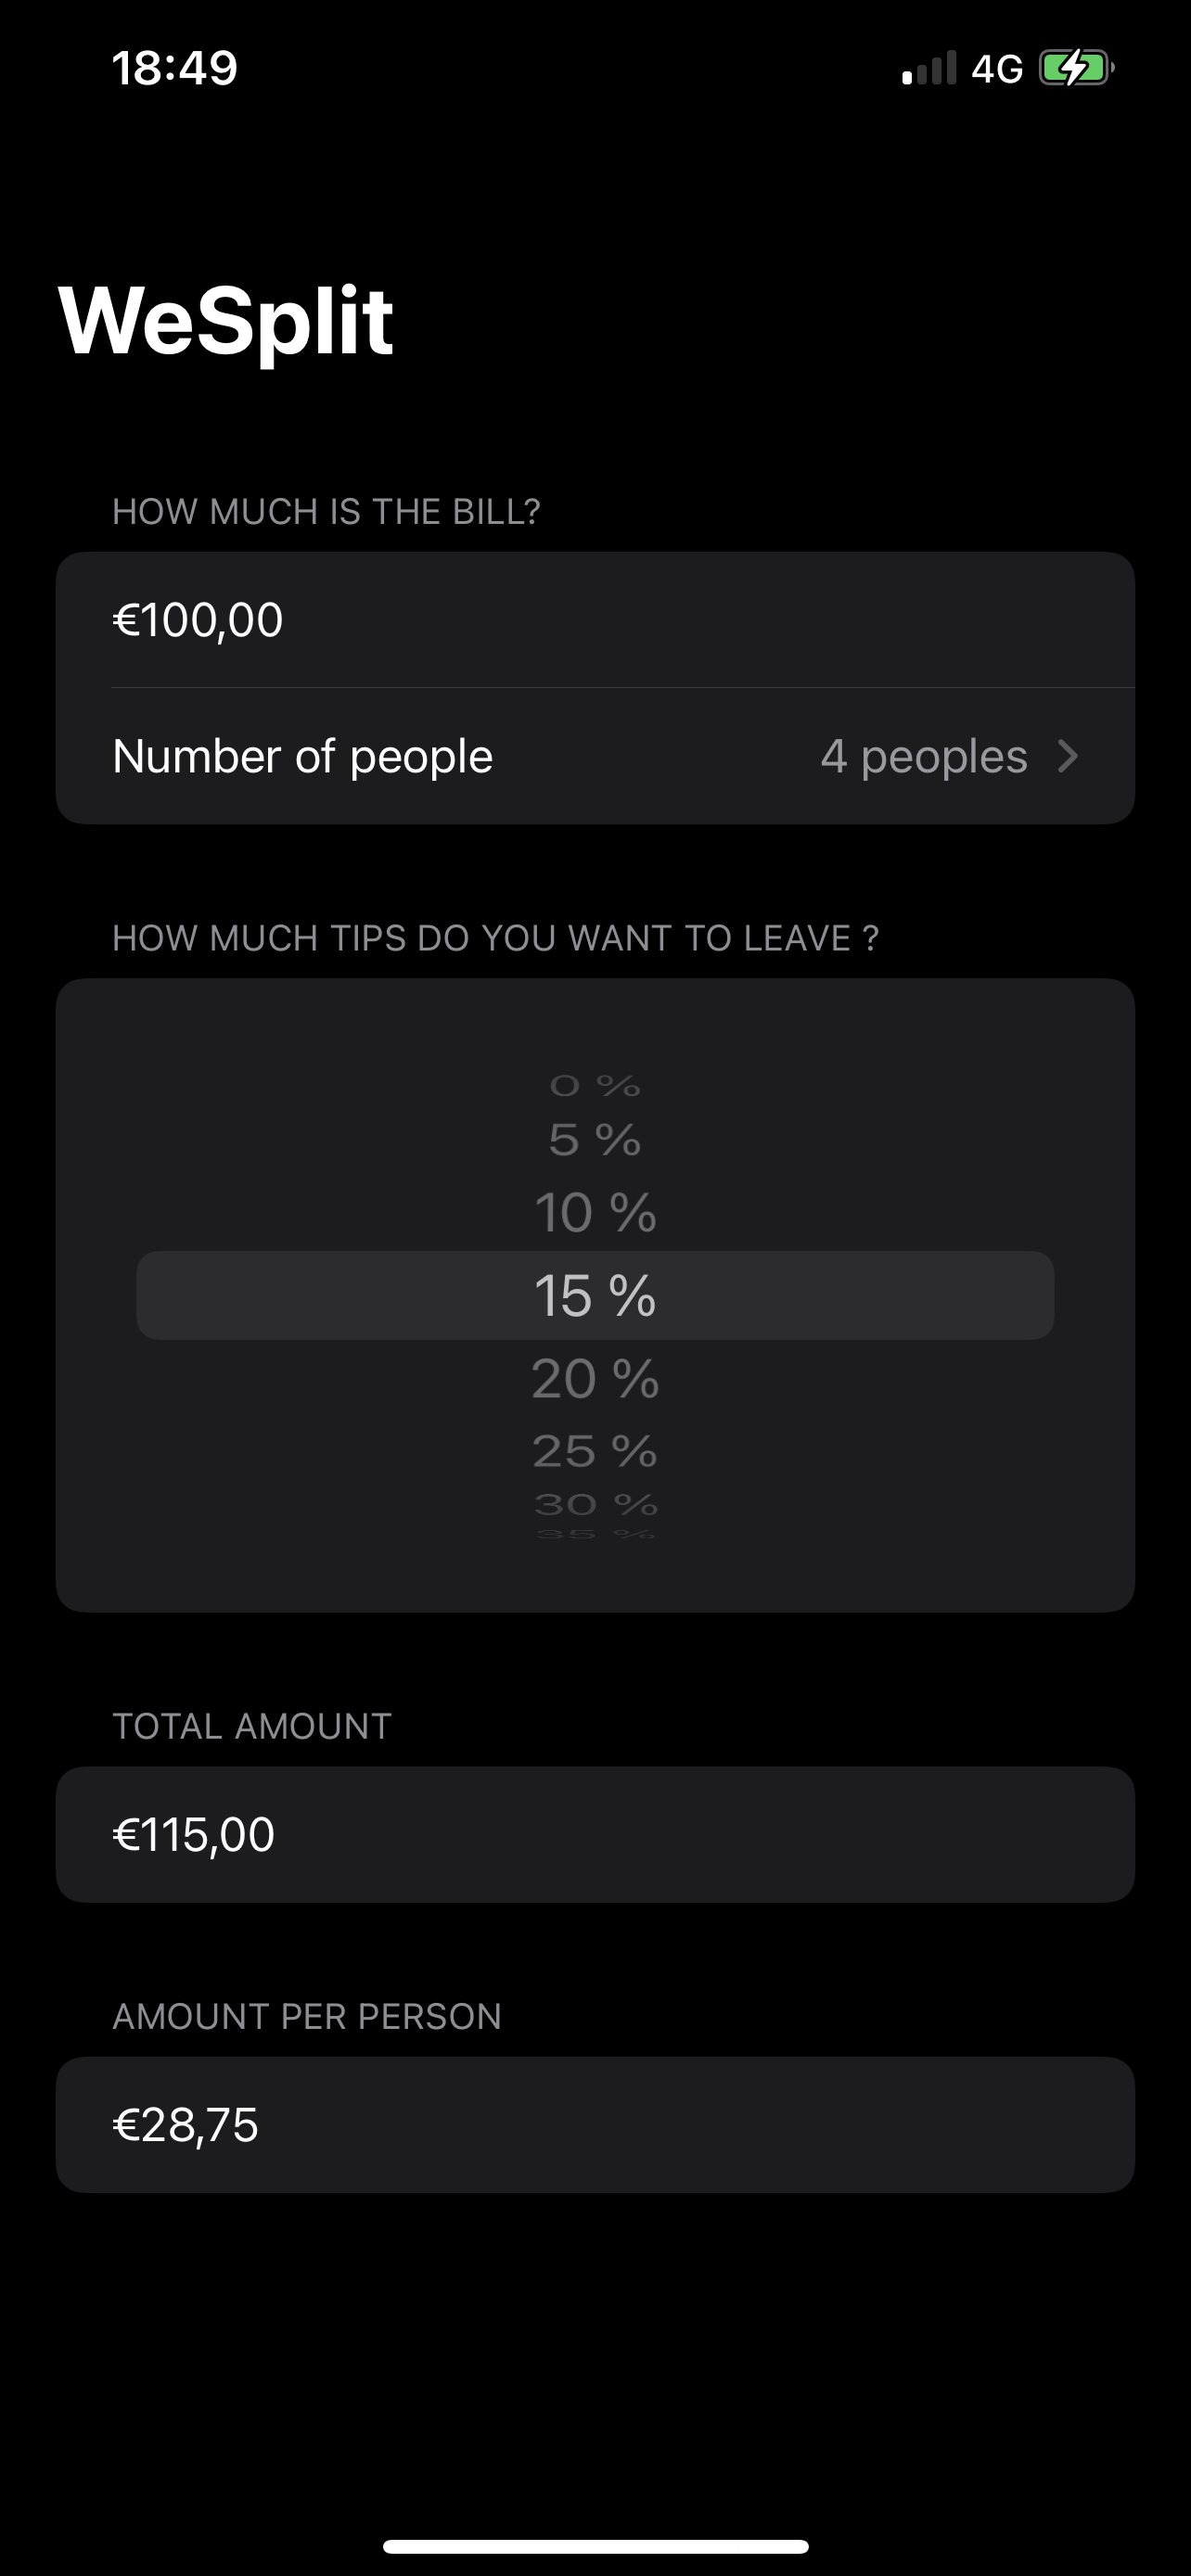 18:49 4G
WeSplit
HOW MUCH IS THE BILL?
€100,00
Number of people 4 peoples
HOW MUCH TIPS DO YOU WANT TO LEAVE ?
0 %
5 %
10 %
15 %
20 %
25 %
30 %
35 %
TOTAL AMOUNT
€115,00
AMOUNT PER PERSON
€28,75